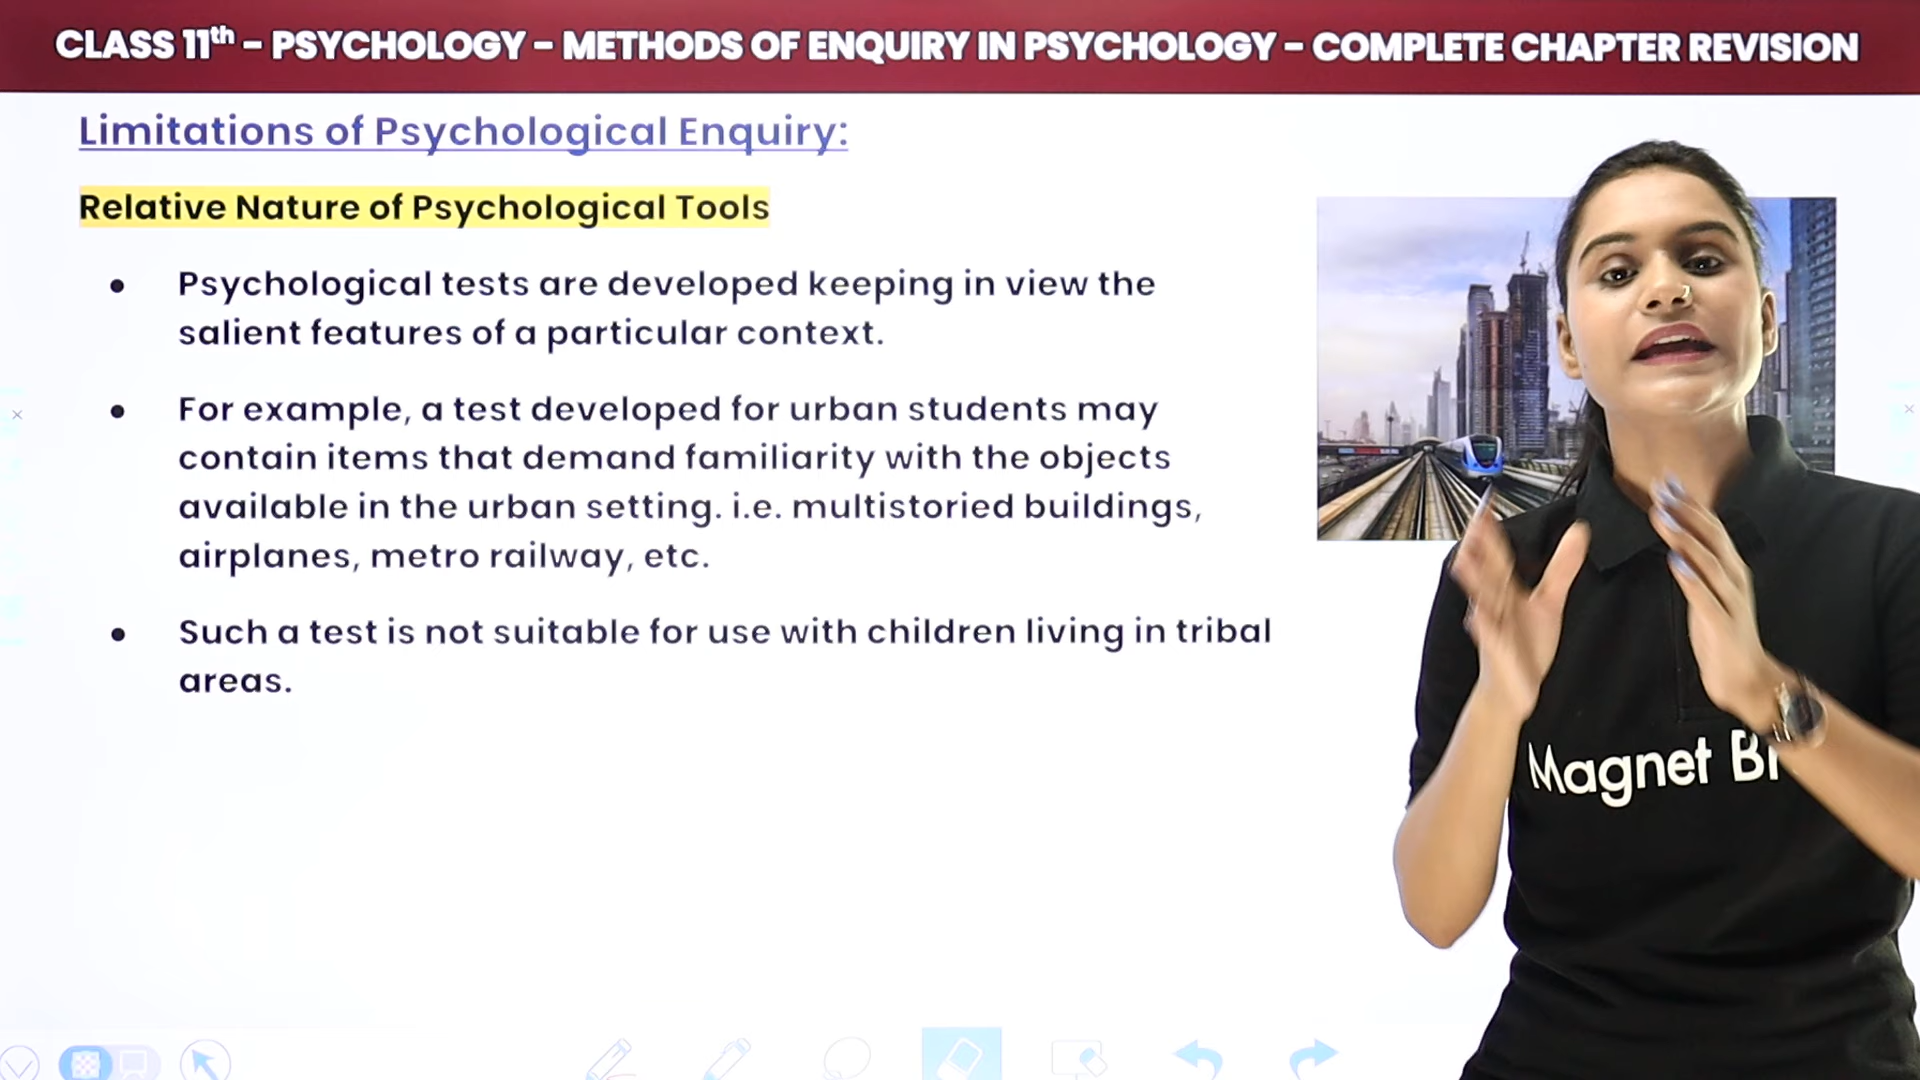 CLASS 11th – PSYCHOLOGY – METHODS OF ENQUIRY IN PSYCHOLOGY – COMPLETE CHAPTER REVISION
Limitations of Psychological Enquiry:
Relative Nature of Psychological Tools
• Psychological tests are developed keeping in view the
salient features of a particular context.
• For example, a test developed for urban students may
contain items that demand familiarity with the objects
available in the urban setting. i.e. multistoried buildings,
airplanes, metro railway, etc.
• Such a test is not suitable for use with children living in tribal
areas.
Magnet